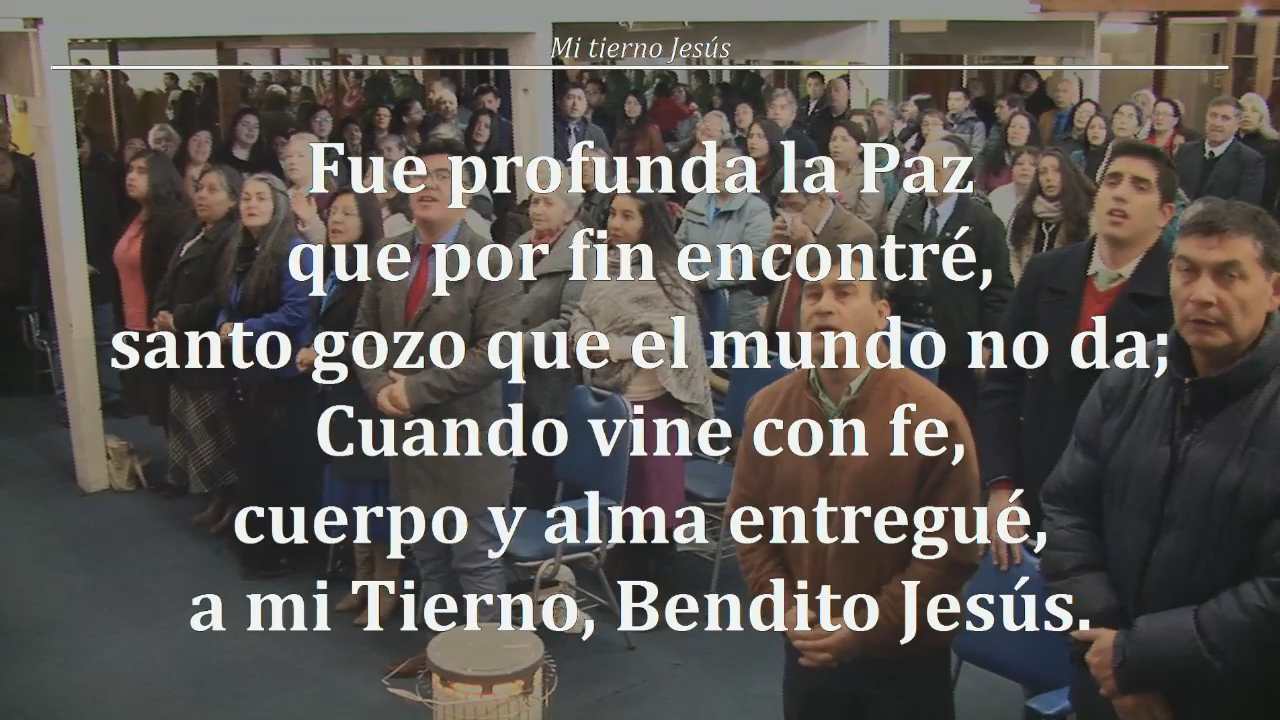 Mi tierno Jesús
Fue profunda la Paz
que por fin encontré,
santo gozo que el mundo no da;
Cuando vine con fe,
cuerpo y alma entregué,
a mi Tierno, Bendito Jesús.